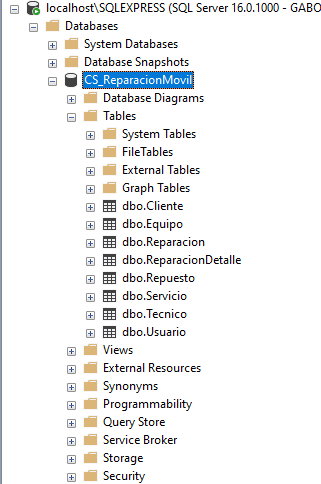 localhost\SQLEXPRESS (SQL Server 16.0.1000 - GABO
Databases
System Databases
Database Snapshots
CS_ReparacionMovil
Database Diagrams
Tables
System Tables
FileTables
External Tables
Graph Tables
dbo.Cliente
dbo.Equipo
dbo.Reparacion
dbo.ReparacionDetalle
dbo.Repuesto
dbo.Servicio
dbo.Tecnico
dbo.Usuario
Views
External Resources
Synonyms
Programmability
Query Store
Service Broker
Storage
Security